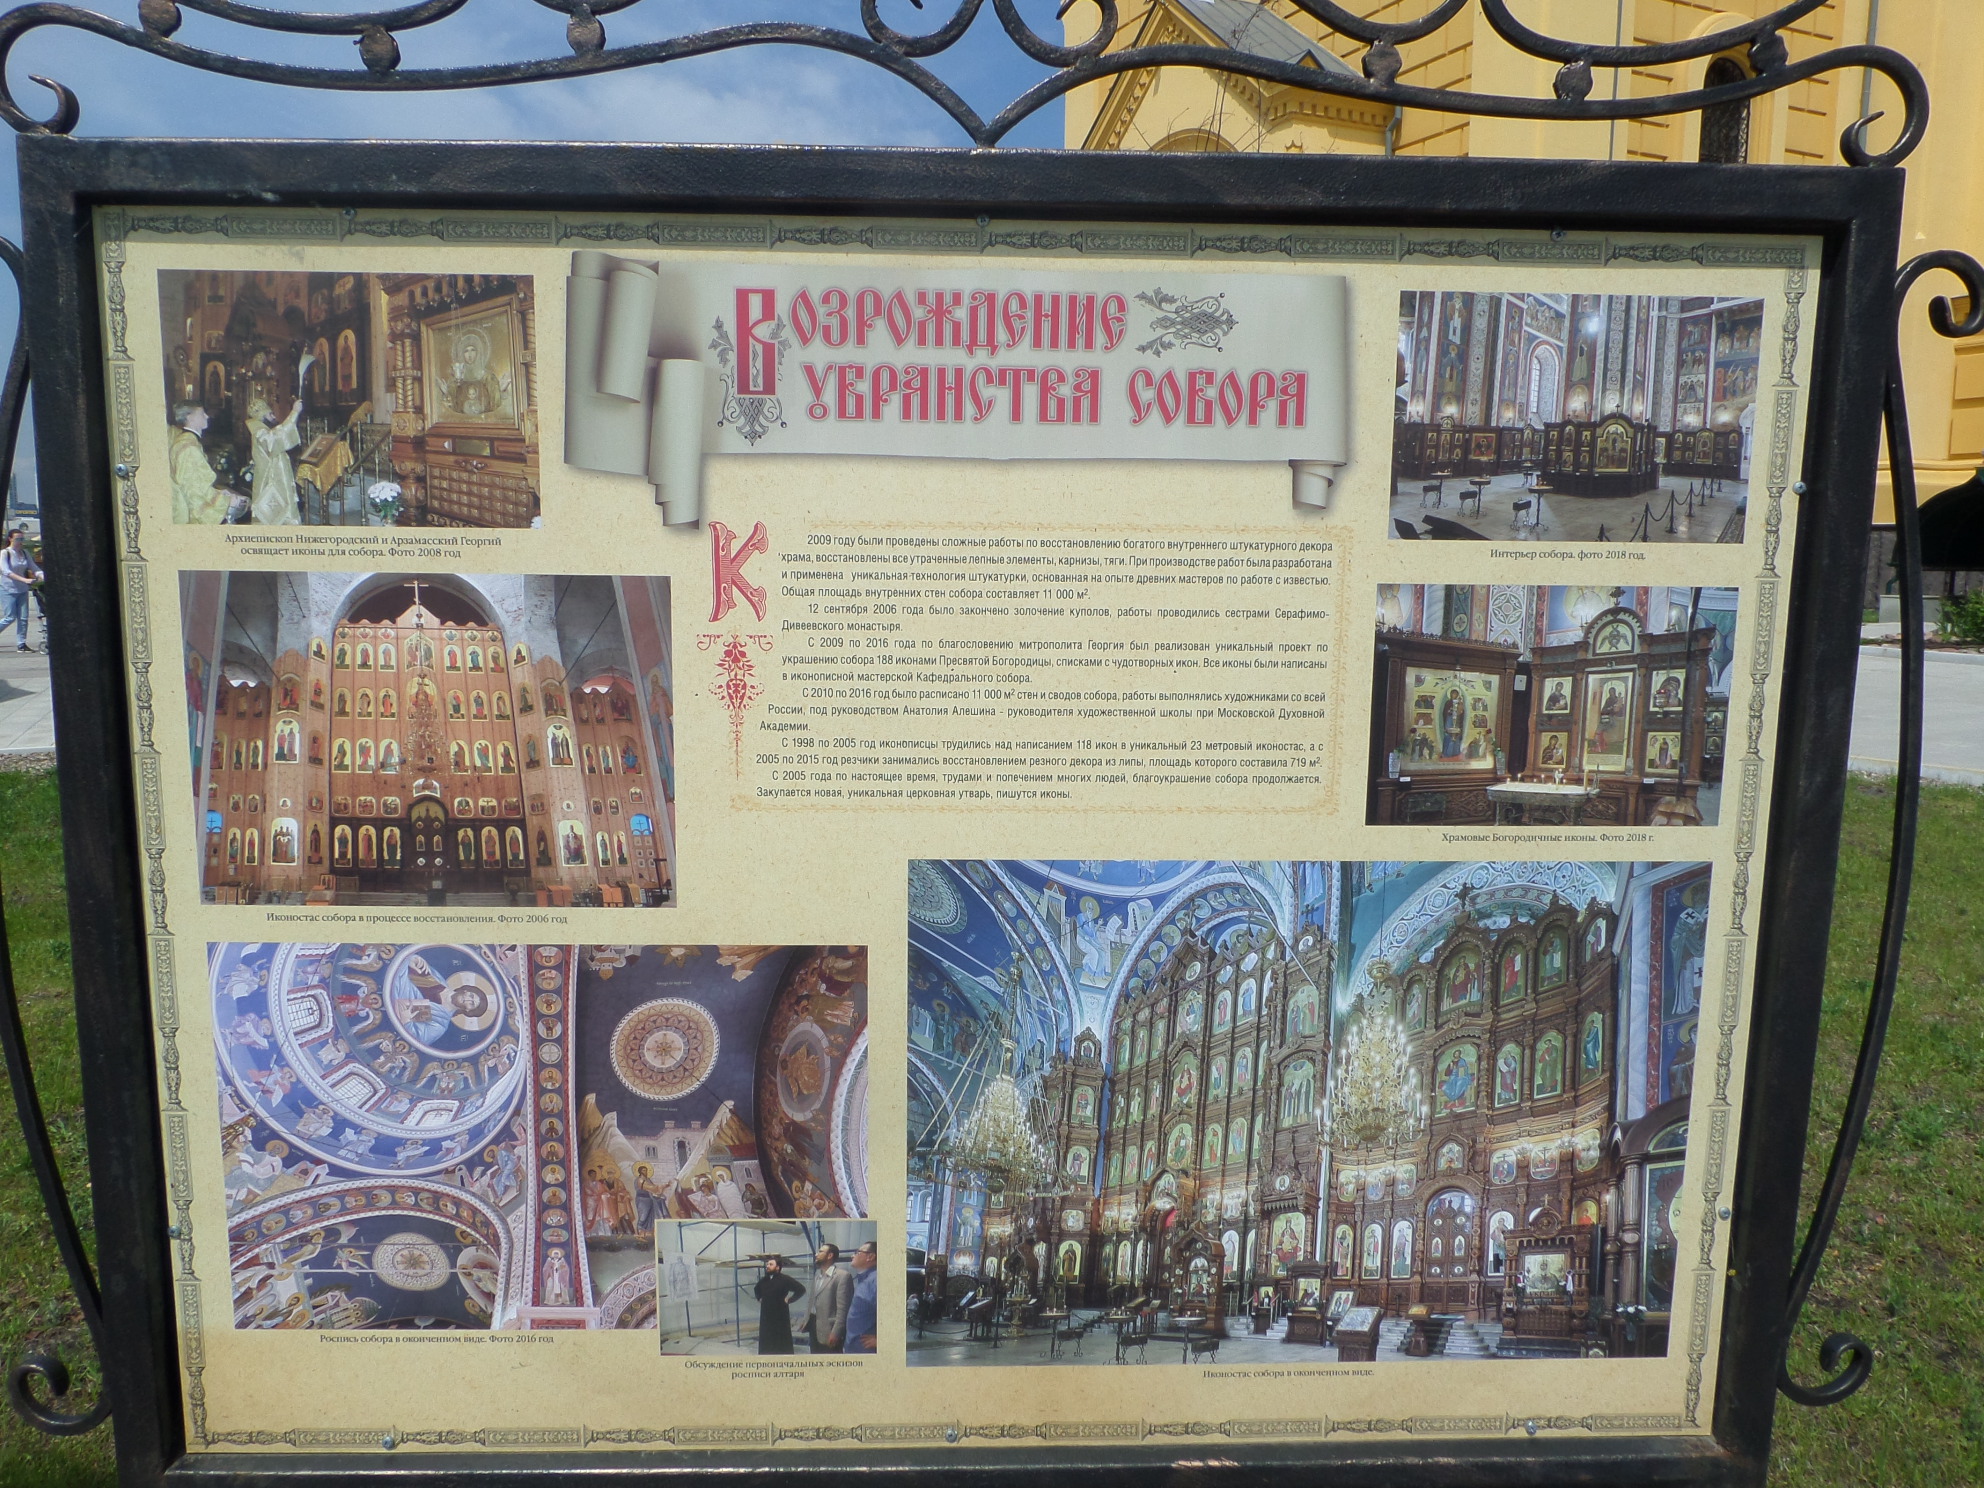 Возрождение
убранства собора
Архиепископ Нижегородский и Арзамасский Георгий
освящает иконы для собора. Фото 2008 год
Интерьер собора. фото 2018 год.
К 2009 году были проведены сложные работы по восстановлению богатого внутреннего штукатурного декора
храма, восстановлены все утраченные лепные элементы, карнизы, тяги. При производстве работ была разработана
и применена уникальная технология штукатурки, основанная на опыте древних мастеров по работе с известью.
Общая площадь внутренних стен собора составляет 11 000 м².
12 сентября 2006 года было закончено золочение куполов, работы проводились сестрами Серафимо-
Дивеевского монастыря.
С 2009 по 2016 года по благословению митрополита Георгия был реализован уникальный проект по
украшению собора 188 иконами Пресвятой Богородицы, списками с чудотворных икон. Все иконы были написаны
в иконописной мастерской Кафедрального собора.
С 2010 по 2016 год было расписано 11 000 м² стен и сводов собора, работы выполнялись художниками со всей
России, под руководством Анатолия Алешина - руководителя художественной школы при Московской Духовной
Академии.
С 1998 по 2005 год иконописцы трудились над написанием 118 икон в уникальный 23 метровый иконостас, а с
2005 по 2015 год резчики занимались восстановлением резного декора из липы, площадь которого составила 719 м².
С 2005 года по настоящее время, трудами и попечением многих людей, благоукрашение собора продолжается.
Закупается новая, уникальная церковная утварь, пишутся иконы.
Храмовые Богородичные иконы. Фото 2018 г.
Иконостас собора в процессе восстановления. Фото 2006 год
Роспись собора в оконченном виде. Фото 2016 год
Обсуждение первоначальных эскизов
росписи алтаря
Иконостас собора в оконченном виде.